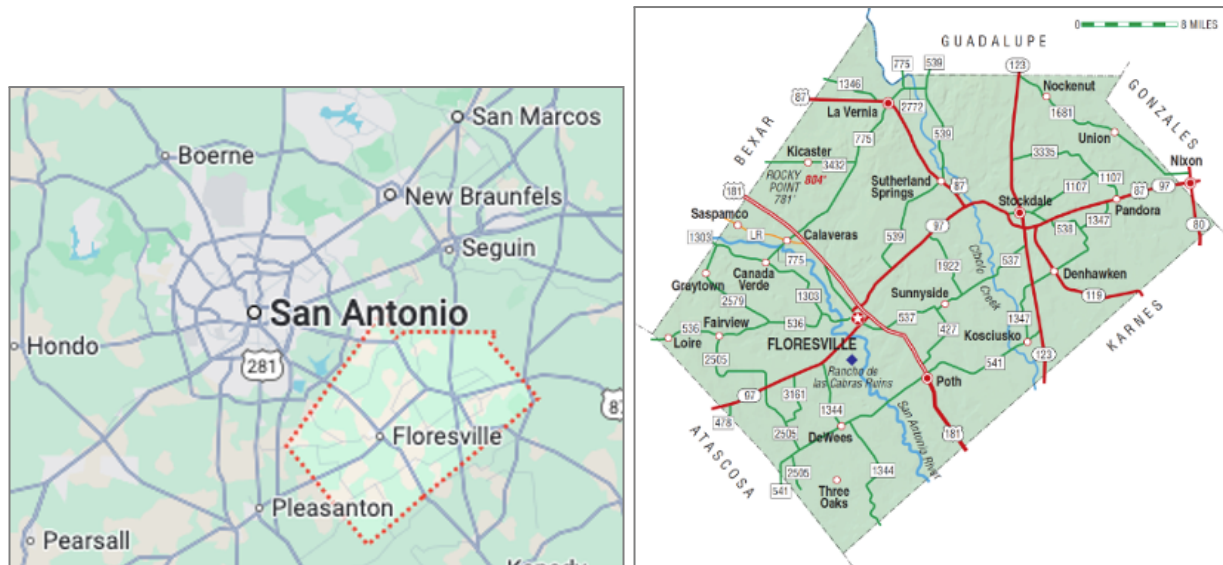 San Marcos
Boerne
New Braunfels
Seguin
San Antonio
Hondo
281
Floresville
Pleasanton
Pearsall
0 8 MILES
GUADALUPE
775
539
123
1346
87
La Vernia
2772
Nockenut
1681
GONZALES
BEXAR
775
539
Union
Kicaster
3432
ROCKY
POINT
781'
804'
3335
Nixon
181
Sutherland
Springs
87
Stockdale
1107
1107
87
97
Pandora
Saspamco
1303
LR
Calaveras
97
539
1347
538
80
775
Canada
Verde
Graytown
2579
1303
1922
Cibolo
Creek
537
Denhawken
Sunnyside
119
536
Loire
Fairview
536
537
427
1347
Kosciusko
KARNES
FLORESVILLE
2505
Rancho de
las Cabras Ruins
541
123
Poth
97
3161
1344
478
2505
DeWees
San Antonio River
181
ATASCOSA
2505
541
1344
Three
Oaks